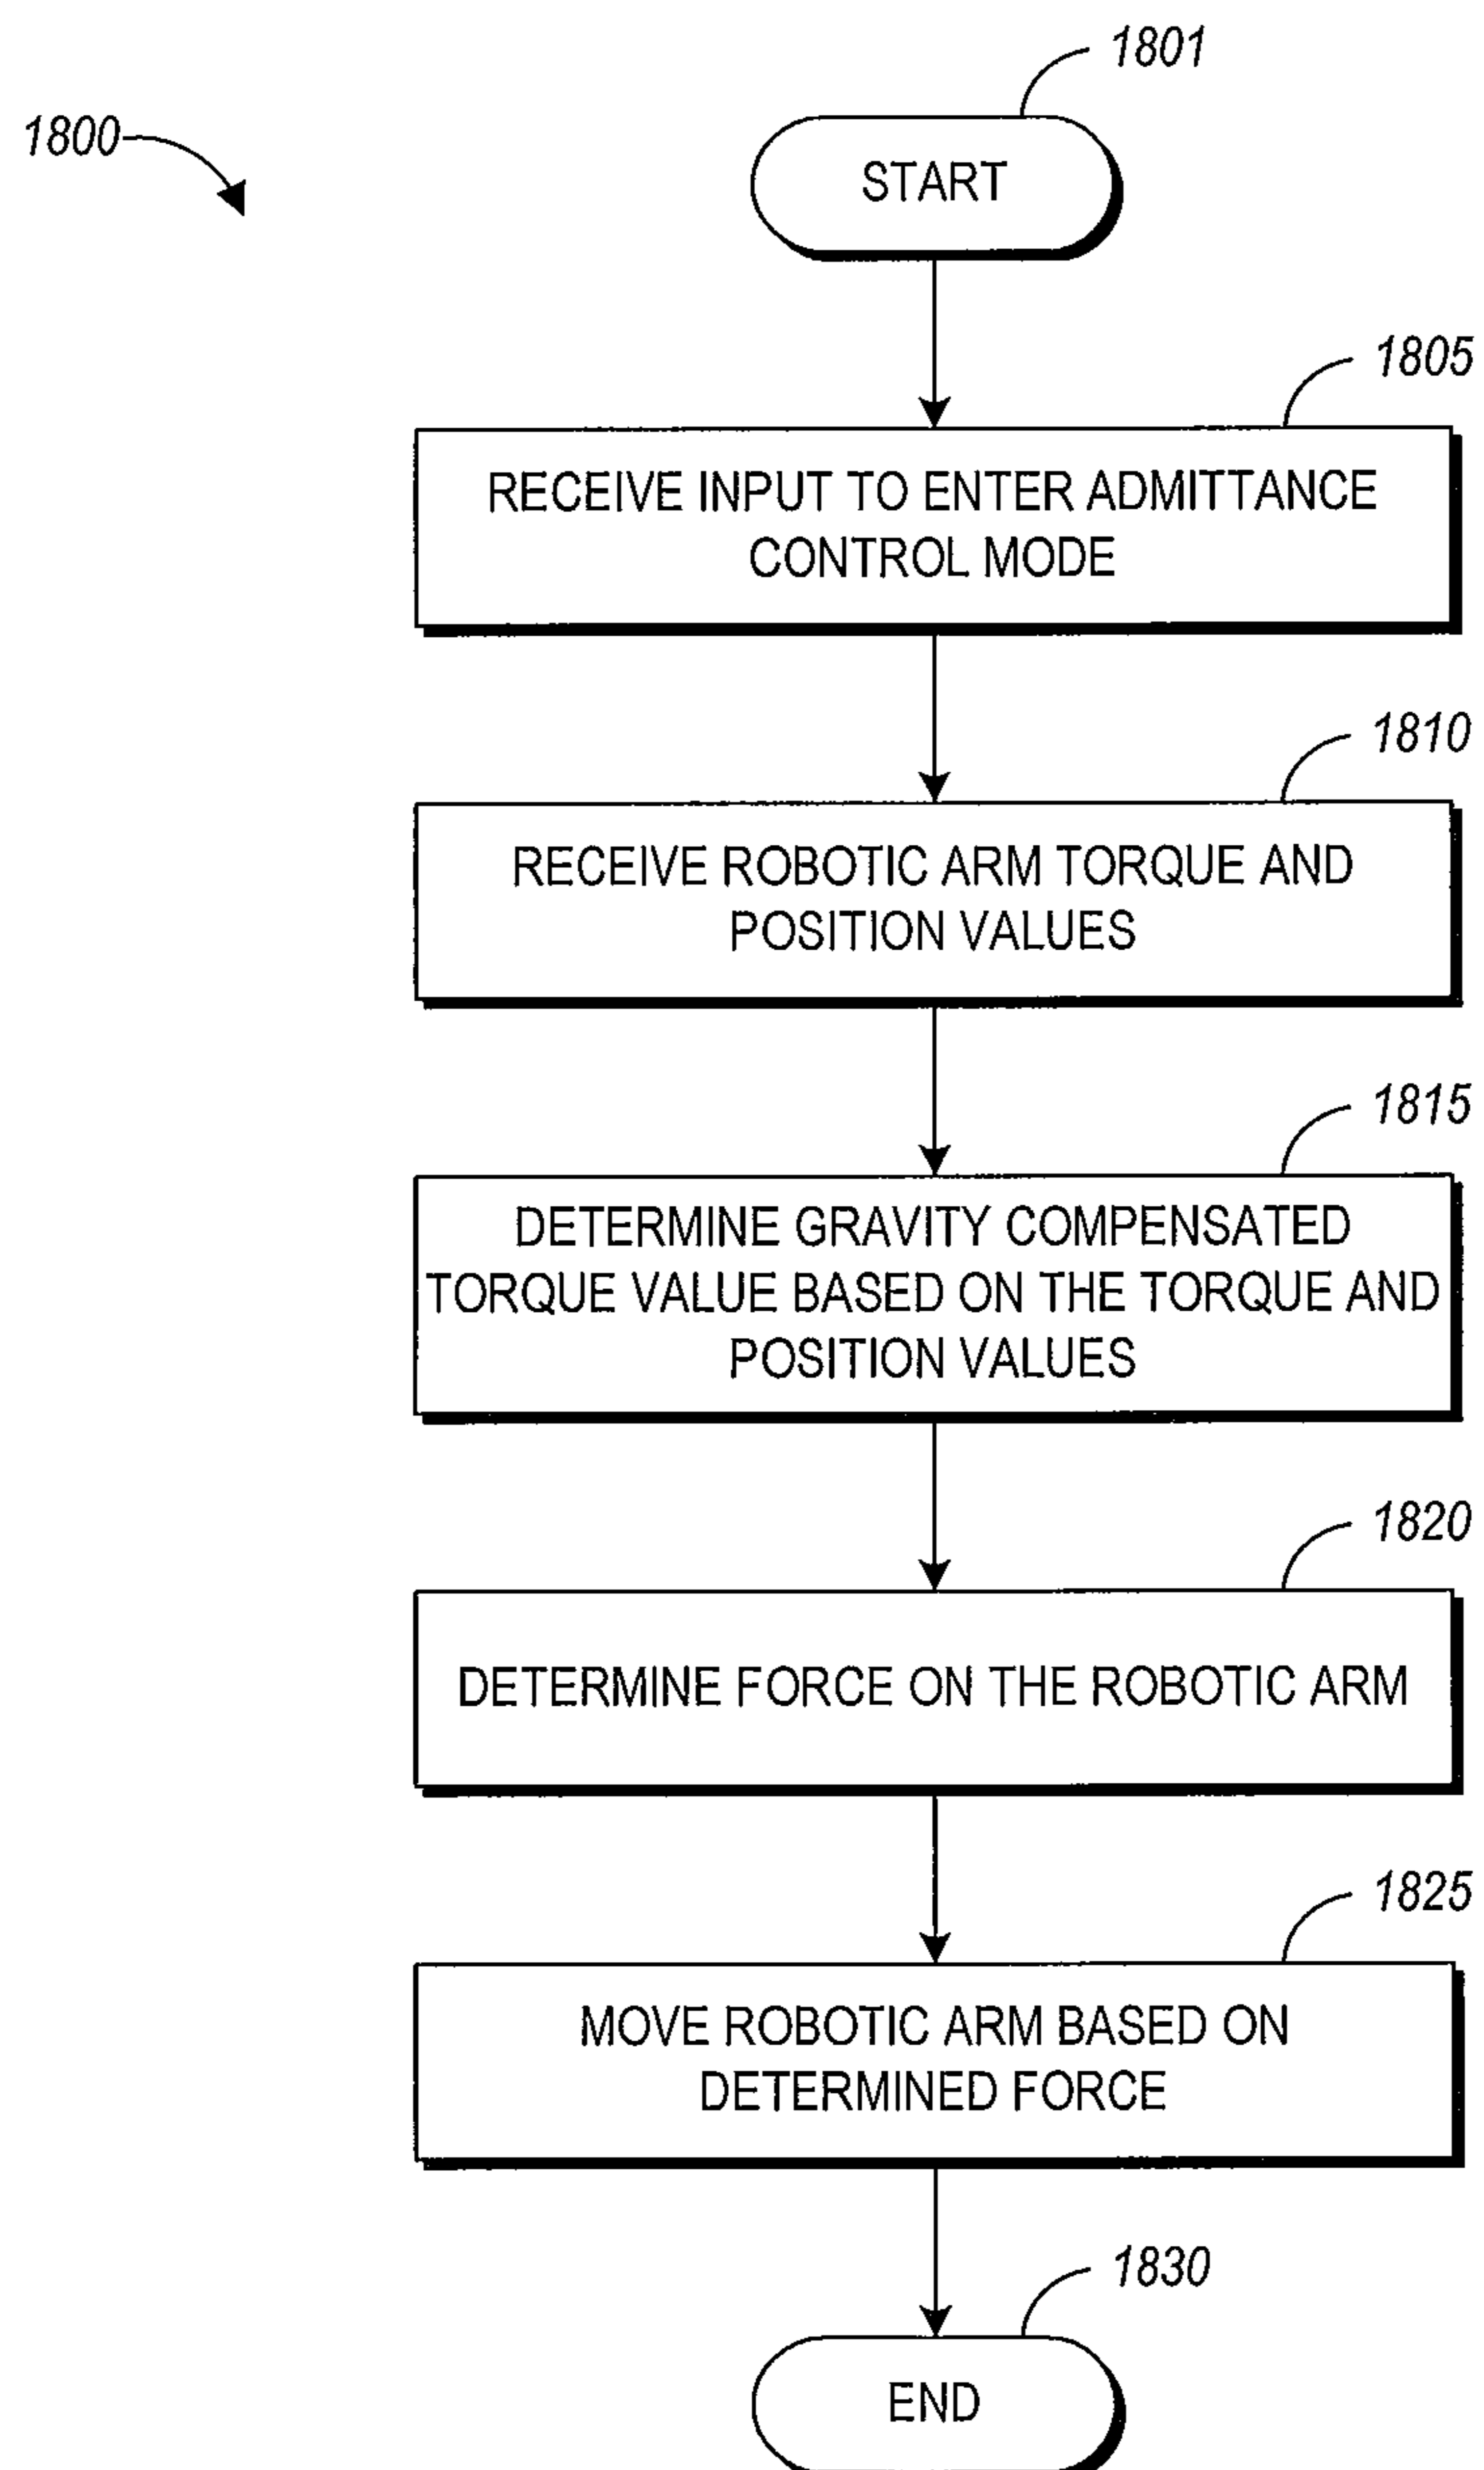 1801
1800
START
1805
RECEIVE INPUT TO ENTER ADMITTANCE
CONTROL MODE
1810
RECEIVE ROBOTIC ARM TORQUE AND
POSITION VALUES
1815
DETERMINE GRAVITY COMPENSATED
TORQUE VALUE BASED ON THE TORQUE AND
POSITION VALUES
1820
DETERMINE FORCE ON THE ROBOTIC ARM
1825
MOVE ROBOTIC ARM BASED ON
DETERMINED FORCE
1830
END